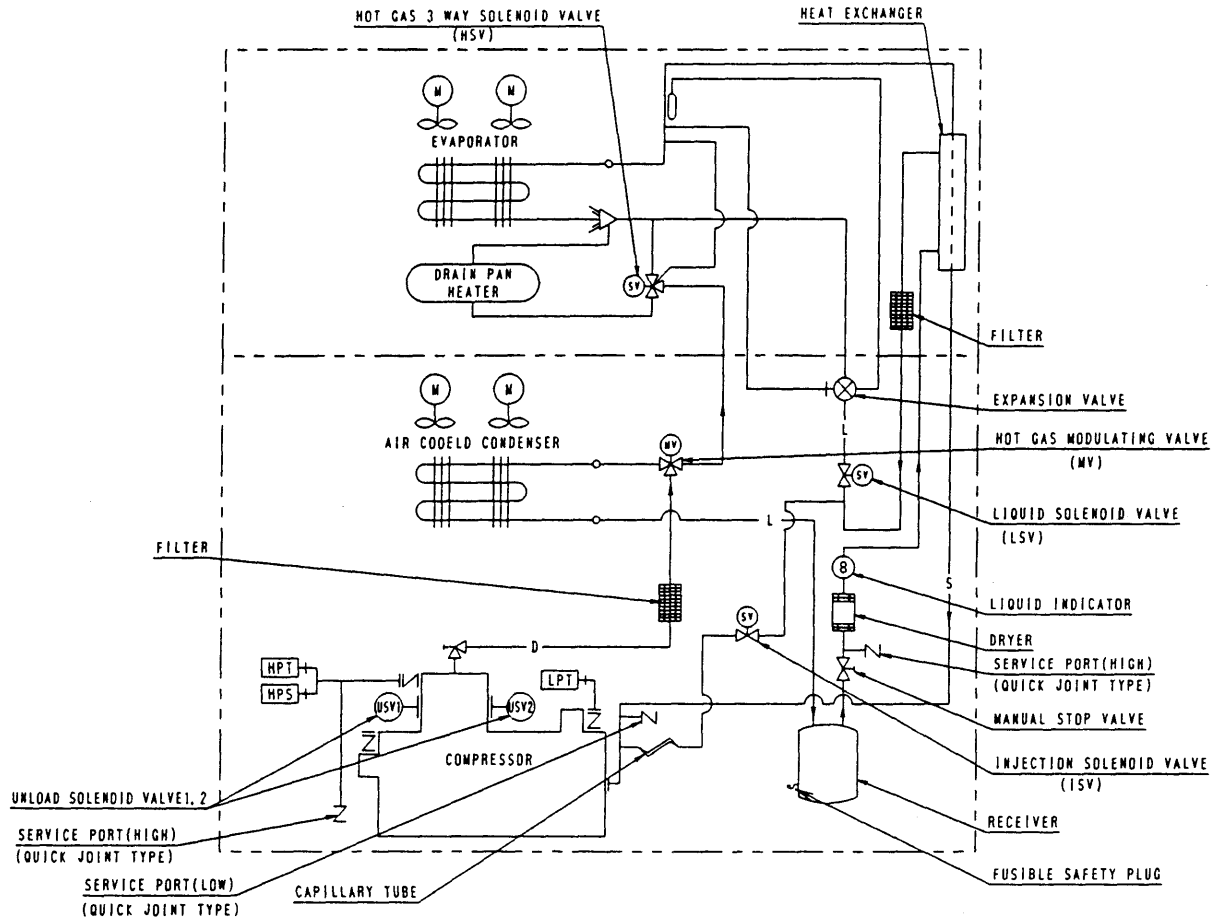 HOT GAS 3 WAY SOLENOID VALVE
(HSV)
HEAT EXCHANGER
M
M
EVAPORATOR
DRAIN PAN
HEATER
SV
FILTER
M
M
EXPANSION VALVE
L
AIR COOELD CONDENSER
MV
HOT GAS MODULATING VALVE
(MV)
SV
L
LIQUID SOLENOID VALVE
(LSV)
FILTER
8
S
LIQUID INDICATOR
SV
DRYER
D
SERVICE PORT(HIGH)
(QUICK JOINT TYPE)
HPT
HPS
LPT
USV1
USV2
MANUAL STOP VALVE
COMPRESSOR
INJECTION SOLENOID VALVE
(ISV)
UNLOAD SOLENOID VALVE1,2
RECEIVER
SERVICE PORT(HIGH)
(QUICK JOINT TYPE)
FUSIBLE SAFETY PLUG
SERVICE PORT(LOW)
(QUICK JOINT TYPE)
CAPILLARY TUBE